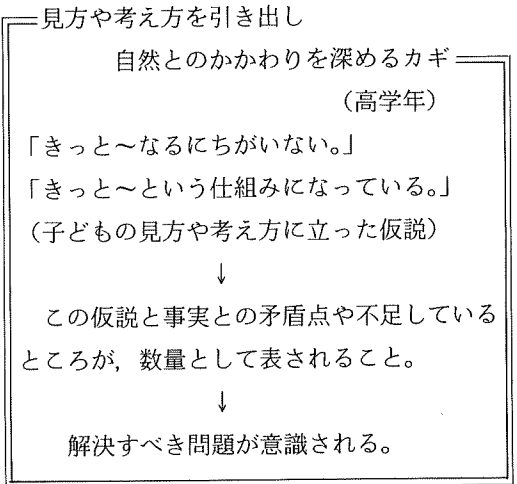 見方や考え方を引き出し
自然とのかかわりを深めるカギ
（高学年）
「きっと～なるにちがいない。」
「きっと～という仕組みになっている。」
（子どもの見方や考え方に立った仮説）
↓
この仮説と事実との矛盾点や不足している
ところが，数量として表されること。
↓
解決すべき問題が意識される。